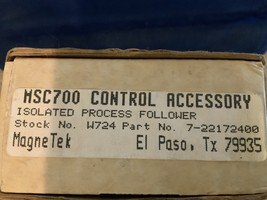 MSC700 CONTROL ACCESSORY
ISOLATED PROCESS FOLLOWER
Stock No. W724 Part No. 7-22172400
MagneTek El Paso, Tx 79935